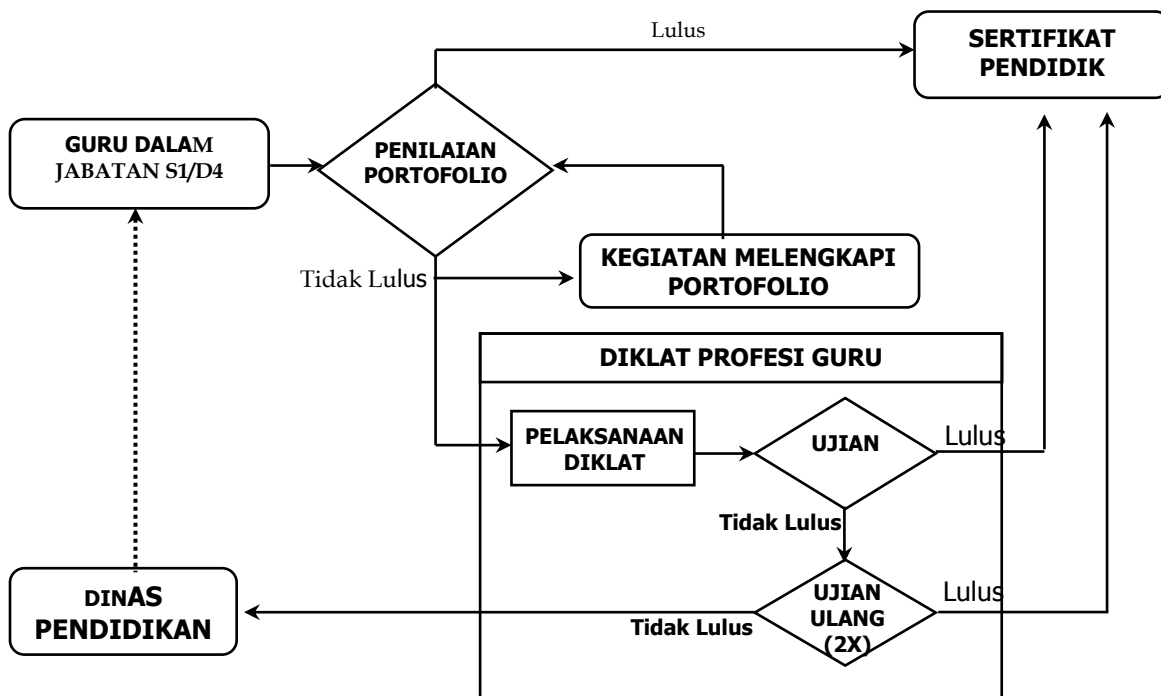 Lulus
SERTIFIKAT
PENDIDIK
GURU DALAM
JABATAN S1/D4
PENILAIAN
PORTOFOLIO
KEGIATAN MELENGKAPI
PORTOFOLIO
Tidak Lulus
DIKLAT PROFESI GURU
PELAKSANAAN
DIKLAT
UJIAN
Lulus
Tidak Lulus
DINAS
PENDIDIKAN
Tidak Lulus
UJIAN
ULANG
(2X)
Lulus